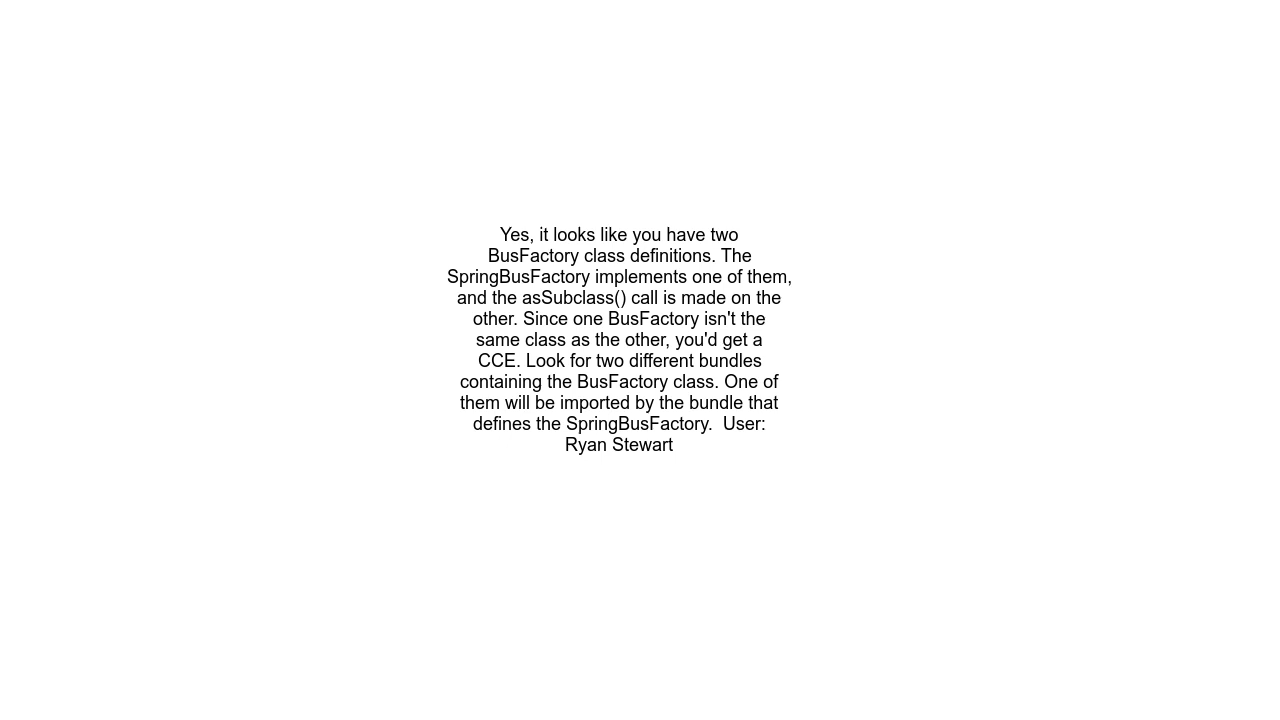 Yes, it looks like you have two
BusFactory class definitions. The
SpringBusFactory implements one of them,
and the asSubclass() call is made on the
other. Since one BusFactory isn't the
same class as the other, you'd get a
CCE. Look for two different bundles
containing the BusFactory class. One of
them will be imported by the bundle that
defines the SpringBusFactory.  User:
Ryan Stewart